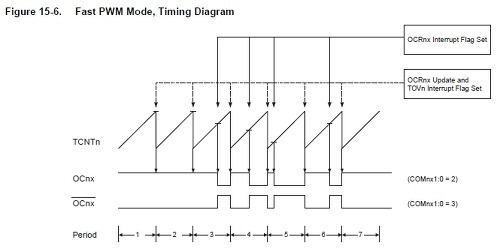 Figure 15-6. Fast PWM Mode, Timing Diagram
OCRnx Interrupt Flag Set
OCRnx Update and
TOVn Interrupt Flag Set
TCNTn
OCnx
(COMnx1:0 = 2)
OCnx
(COMnx1:0 = 3)
Period 1 2 3 4 5 6 7